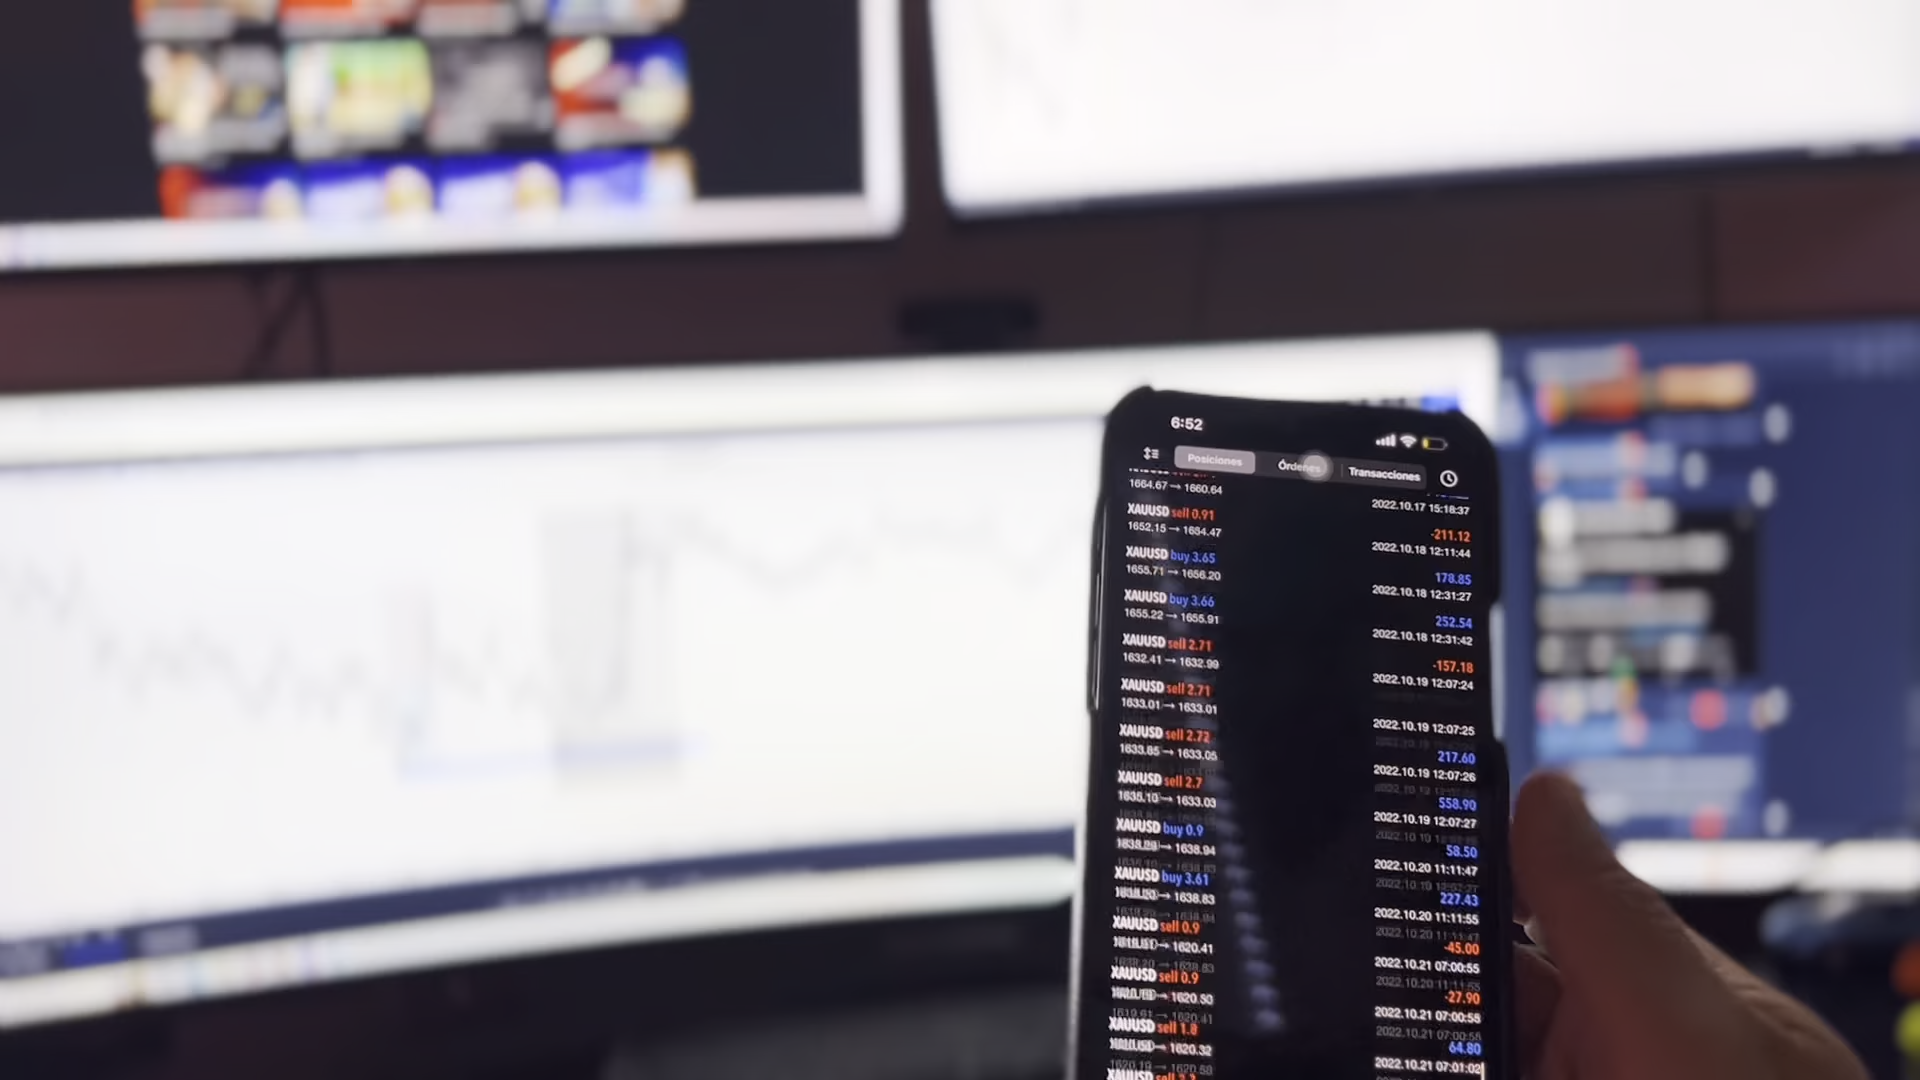 6:52
Posiciones Órdenes Transacciones
1664.67 → 1660.64 2022.10.17 15:18:37
XAUUSD sell 0.91 -211.12
1652.15 → 1654.47 2022.10.18 12:11:44
XAUUSD buy 3.65 178.85
1655.71 → 1656.20 2022.10.18 12:31:27
XAUUSD buy 3.66 252.54
1655.22 → 1655.91 2022.10.18 12:31:42
XAUUSD sell 2.71 -157.18
1632.41 → 1632.99 2022.10.19 12:07:24
XAUUSD sell 2.71
1633.01 → 1633.01 2022.10.19 12:07:25
XAUUSD sell 2.72 217.60
1633.85 → 1633.05 2022.10.19 12:07:26
XAUUSD sell 2.7 558.90
1635.10 → 1633.03 2022.10.19 12:07:27
XAUUSD buy 0.9 58.50
→ 1638.94 2022.10.20 11:11:47
XAUUSD buy 3.61 227.43
→ 1638.83 2022.10.20 11:11:55
XAUUSD sell 0.9 -45.00
→ 1620.41 2022.10.21 07:00:55
XAUUSD sell 0.9 -27.90
→ 1620.50 2022.10.21 07:00:58
XAUUSD sell 1.8 64.80
→ 1620.32 2022.10.21 07:01:02
XAUUSD sell